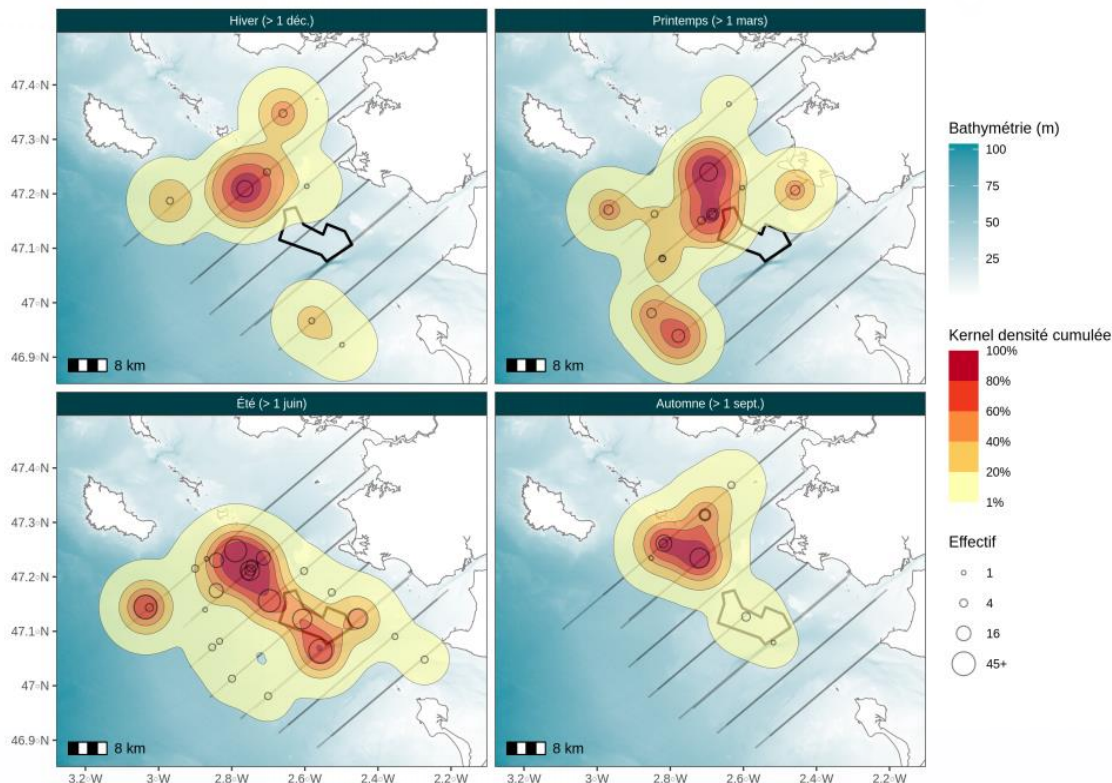 Hiver (> 1 déc.)
Printemps (> 1 mars)
47.4°N
47.3°N
47.2°N
47.1°N
47°N
46.9°N
8 km
8 km
Été (> 1 juin)
Automne (> 1 sept.)
47.4°N
47.3°N
47.2°N
47.1°N
47°N
46.9°N
8 km
8 km
3.2°W
3°W
2.8°W
2.6°W
2.4°W
2.2°W
3.2°W
3°W
2.8°W
2.6°W
2.4°W
2.2°W
Bathymétrie (m)
100
75
50
25
Kernel densité cumulée
100%
80%
60%
40%
20%
1%
Effectif
1
4
16
45+